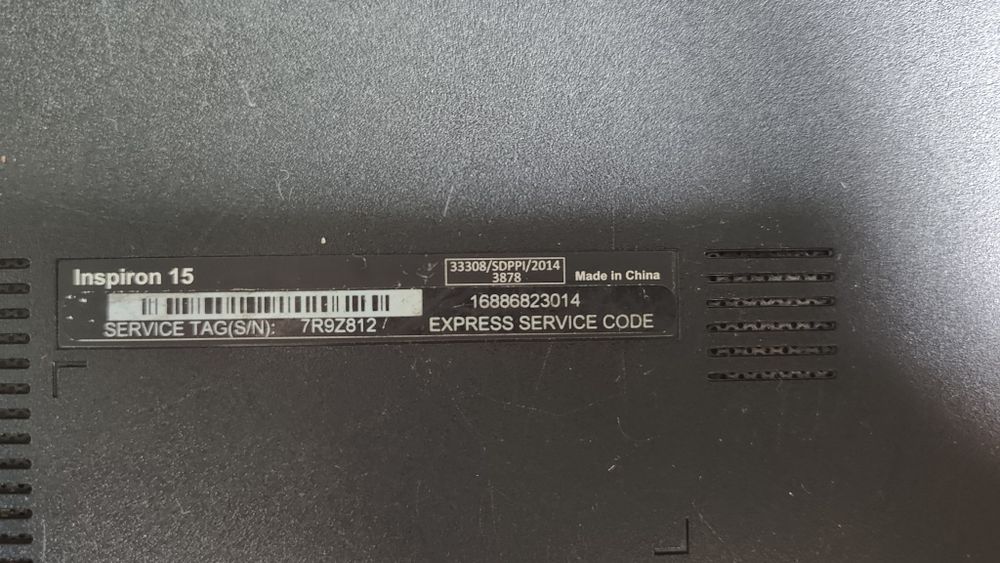 Inspiron 15
33308/SDPPI/2014
3878
Made in China
16886823014
SERVICE TAG(S/N): 7R9Z812
EXPRESS SERVICE CODE